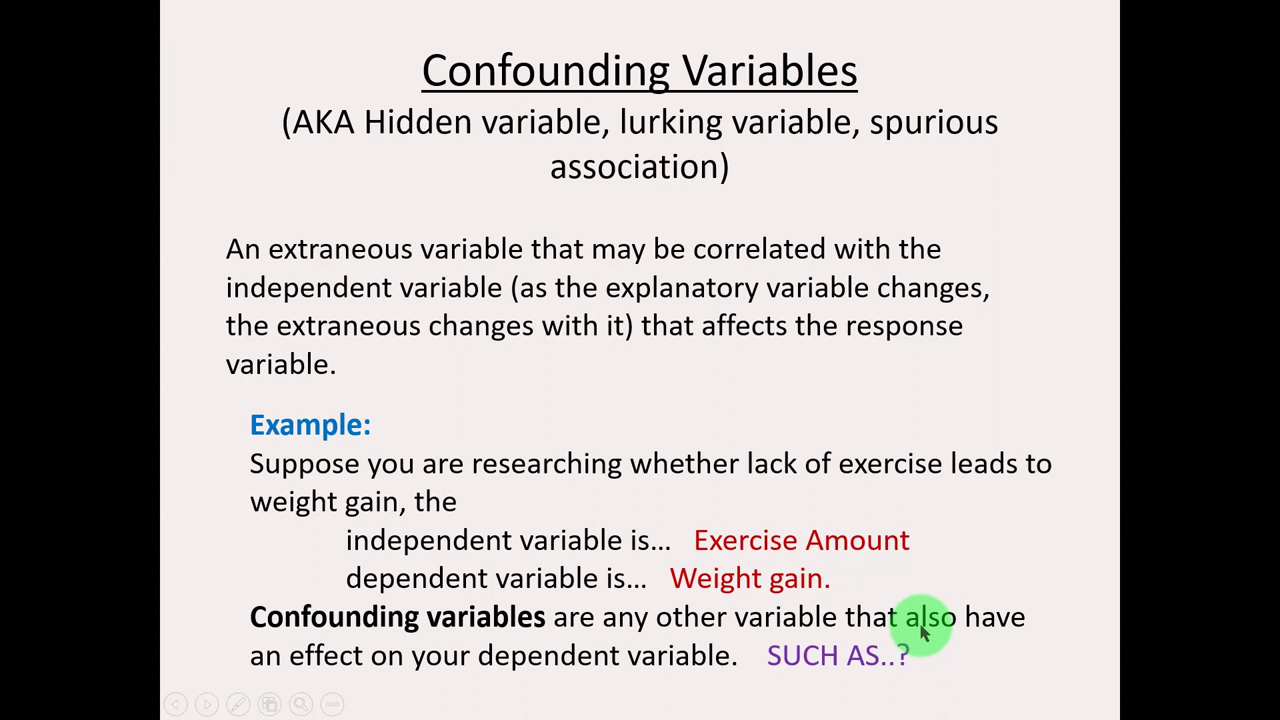 Confounding Variables
(AKA Hidden variable, lurking variable, spurious
association)
An extraneous variable that may be correlated with the
independent variable (as the explanatory variable changes,
the extraneous changes with it) that affects the response
variable.
Example:
Suppose you are researching whether lack of exercise leads to
weight gain, the
independent variable is… Exercise Amount
dependent variable is… Weight gain.
Confounding variables are any other variable that also have
an effect on your dependent variable. SUCH AS..?